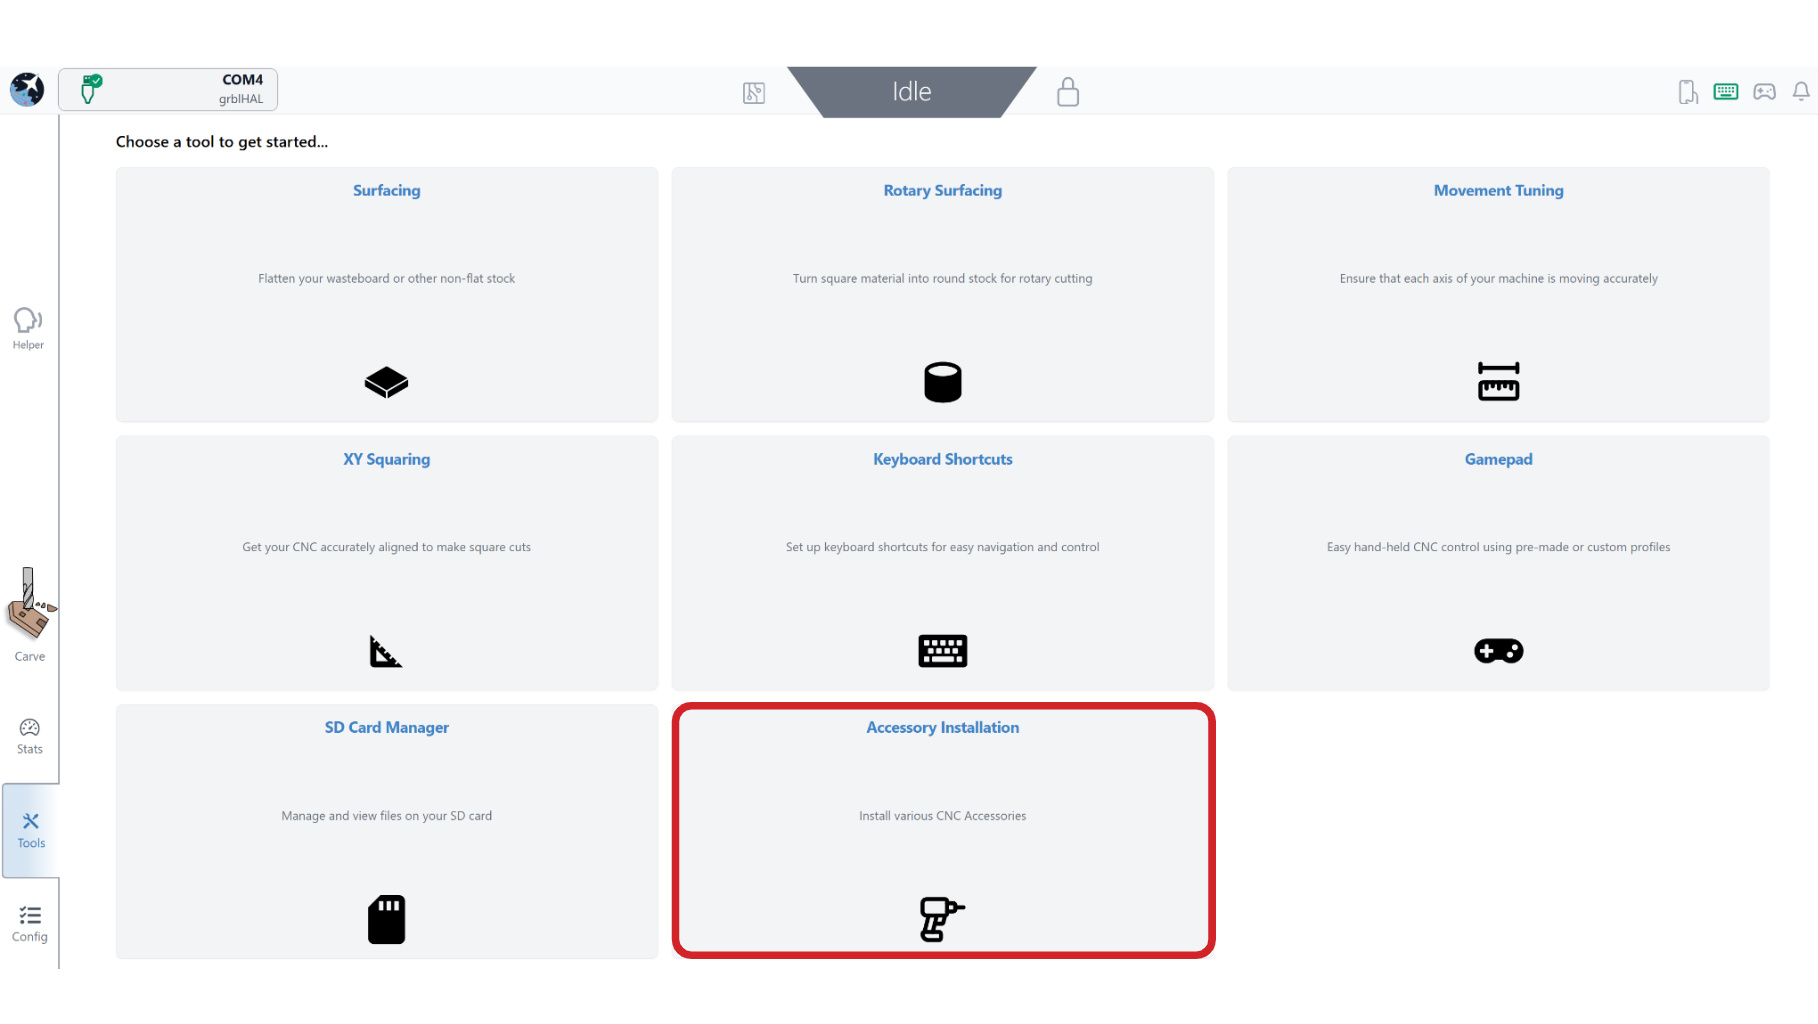 COM4
grblHAL
Idle
Choose a tool to get started...
Surfacing
Flatten your wasteboard or other non-flat stock
Rotary Surfacing
Turn square material into round stock for rotary cutting
Movement Tuning
Ensure that each axis of your machine is moving accurately
Helper
XY Squaring
Get your CNC accurately aligned to make square cuts
Keyboard Shortcuts
Set up keyboard shortcuts for easy navigation and control
Gamepad
Easy hand-held CNC control using pre-made or custom profiles
Carve
Stats
SD Card Manager
Manage and view files on your SD card
Accessory Installation
Install various CNC Accessories
Tools
Config